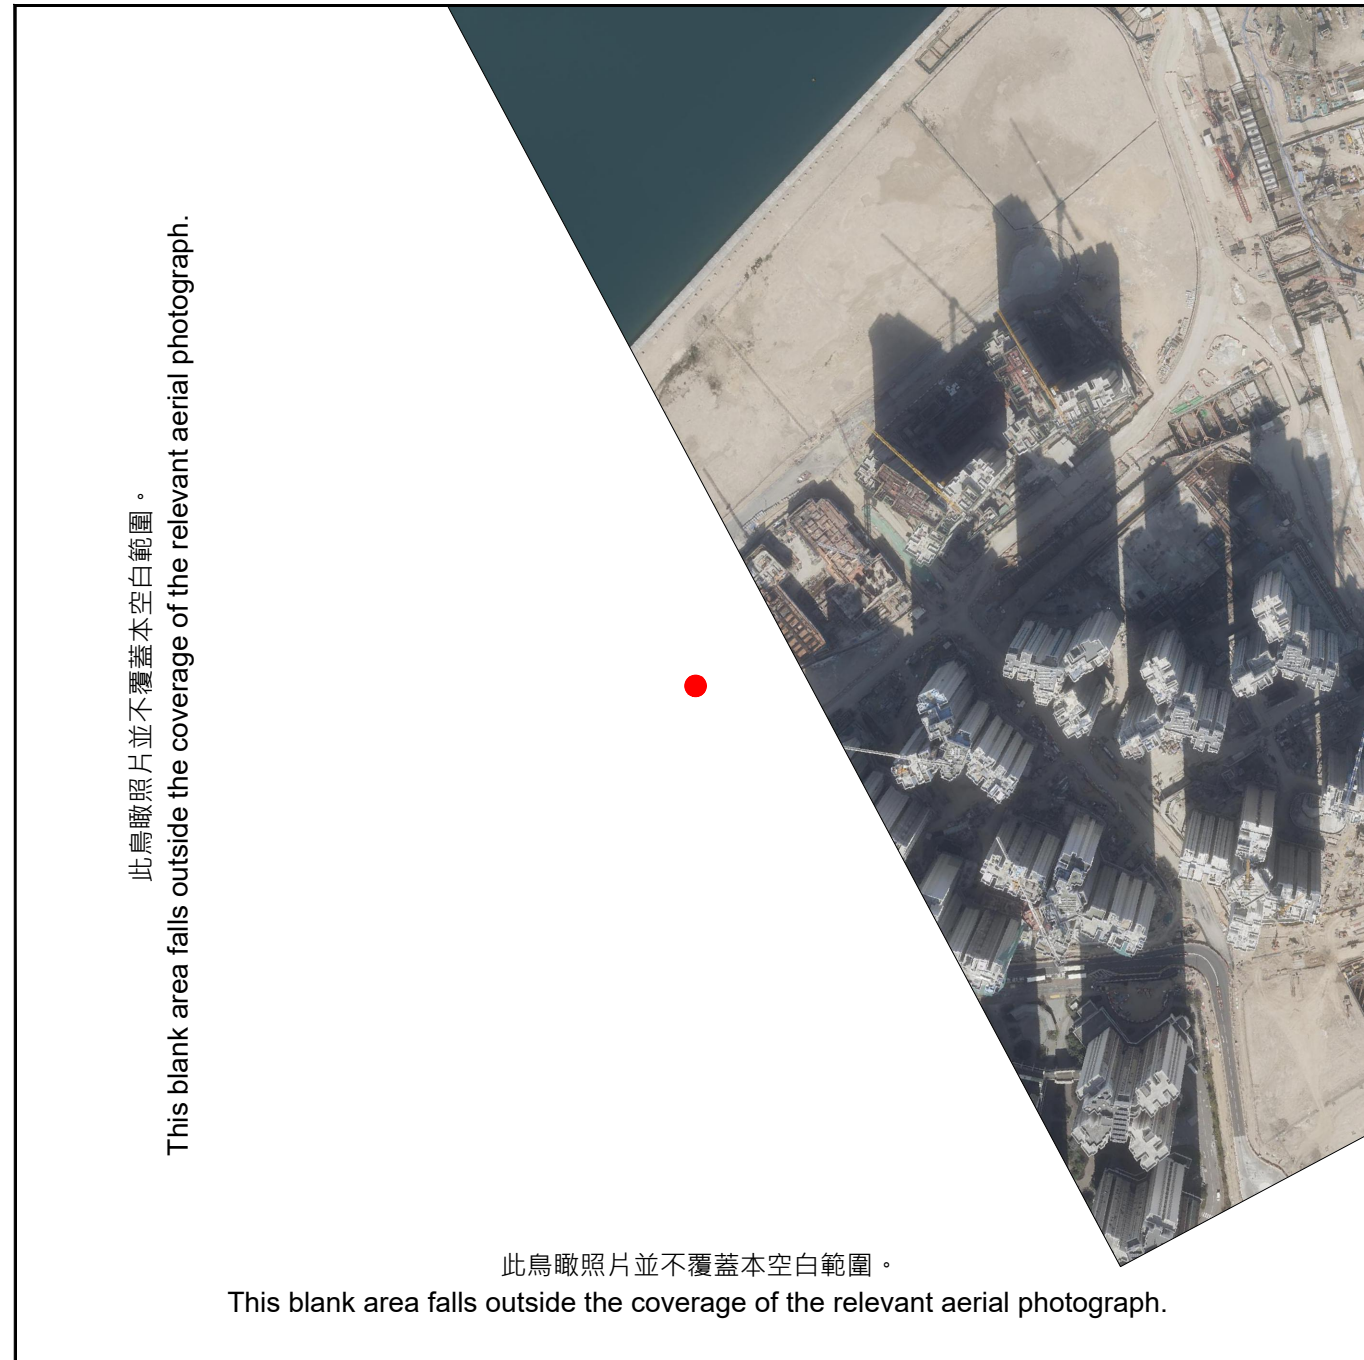 此鳥瞰照片並不覆蓋本空白範圍。
This blank area falls outside the coverage of the relevant aerial photograph.
此鳥瞰照片並不覆蓋本空白範圍。
This blank area falls outside the coverage of the relevant aerial photograph.